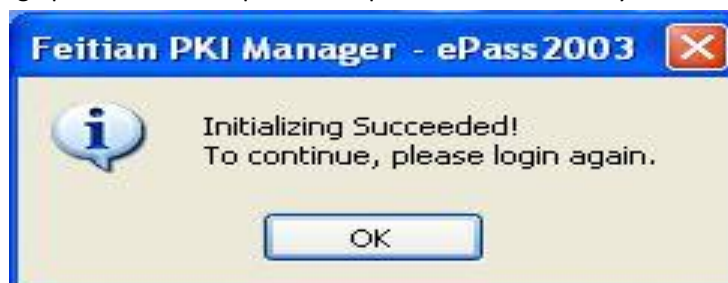 Feitian PKI Manager - ePass2003
Initializing Succeeded!
To continue, please login again.
OK